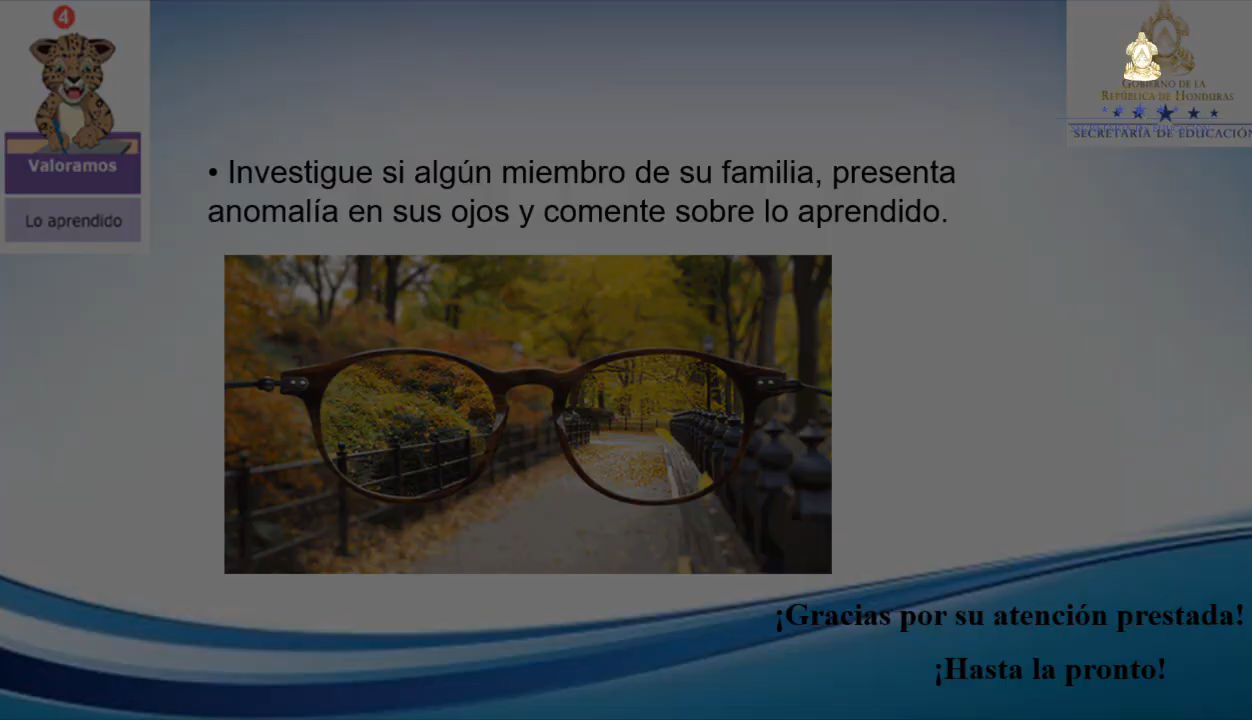 4
Valoramos
Lo aprendido
GOBIERNO DE LA
REPÚBLICA DE HONDURAS
SECRETARÍA DE EDUCACIÓN
• Investigue si algún miembro de su familia, presenta
anomalía en sus ojos y comente sobre lo aprendido.
¡Gracias por su atención prestada!
¡Hasta la pronto!